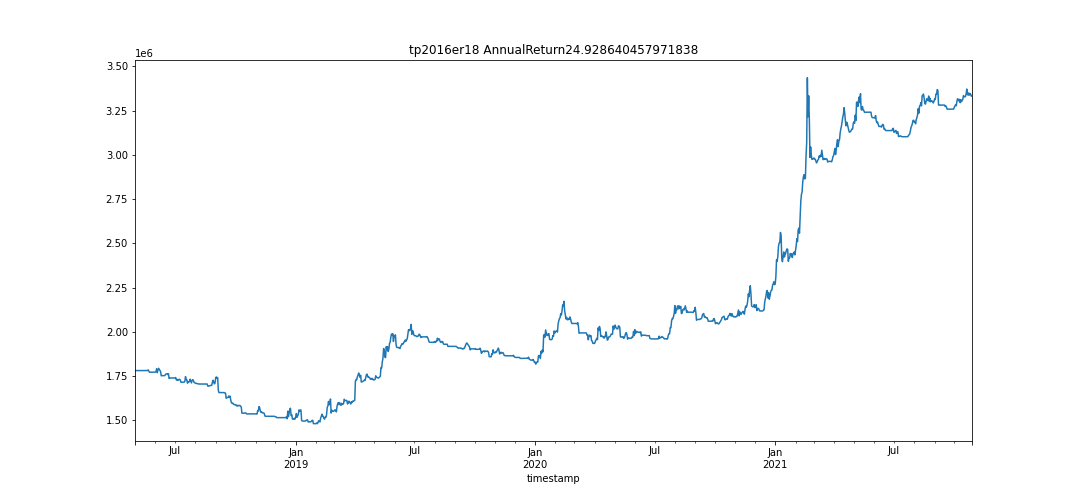 tp2016er18 AnnualReturn24.928640457971838
1e6
3.50
3.25
3.00
2.75
2.50
2.25
2.00
1.75
1.50
Jul
Jan
2019
Jul
Jan
2020
Jul
Jan
2021
Jul
timestamp